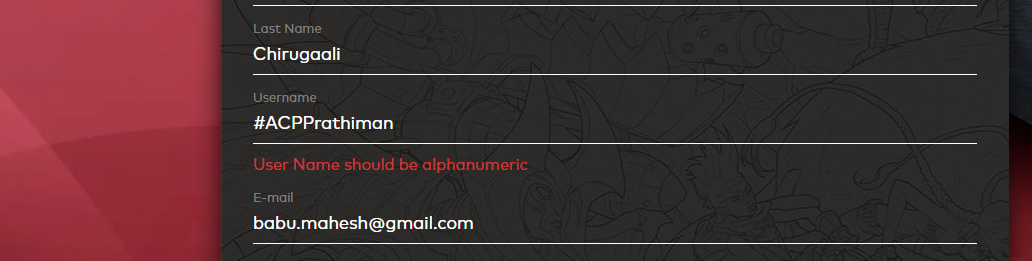 Last Name
Chirugaali
Username
#ACPPrathiman
User Name should be alphanumeric
E-mail
babu.mahesh@gmail.com